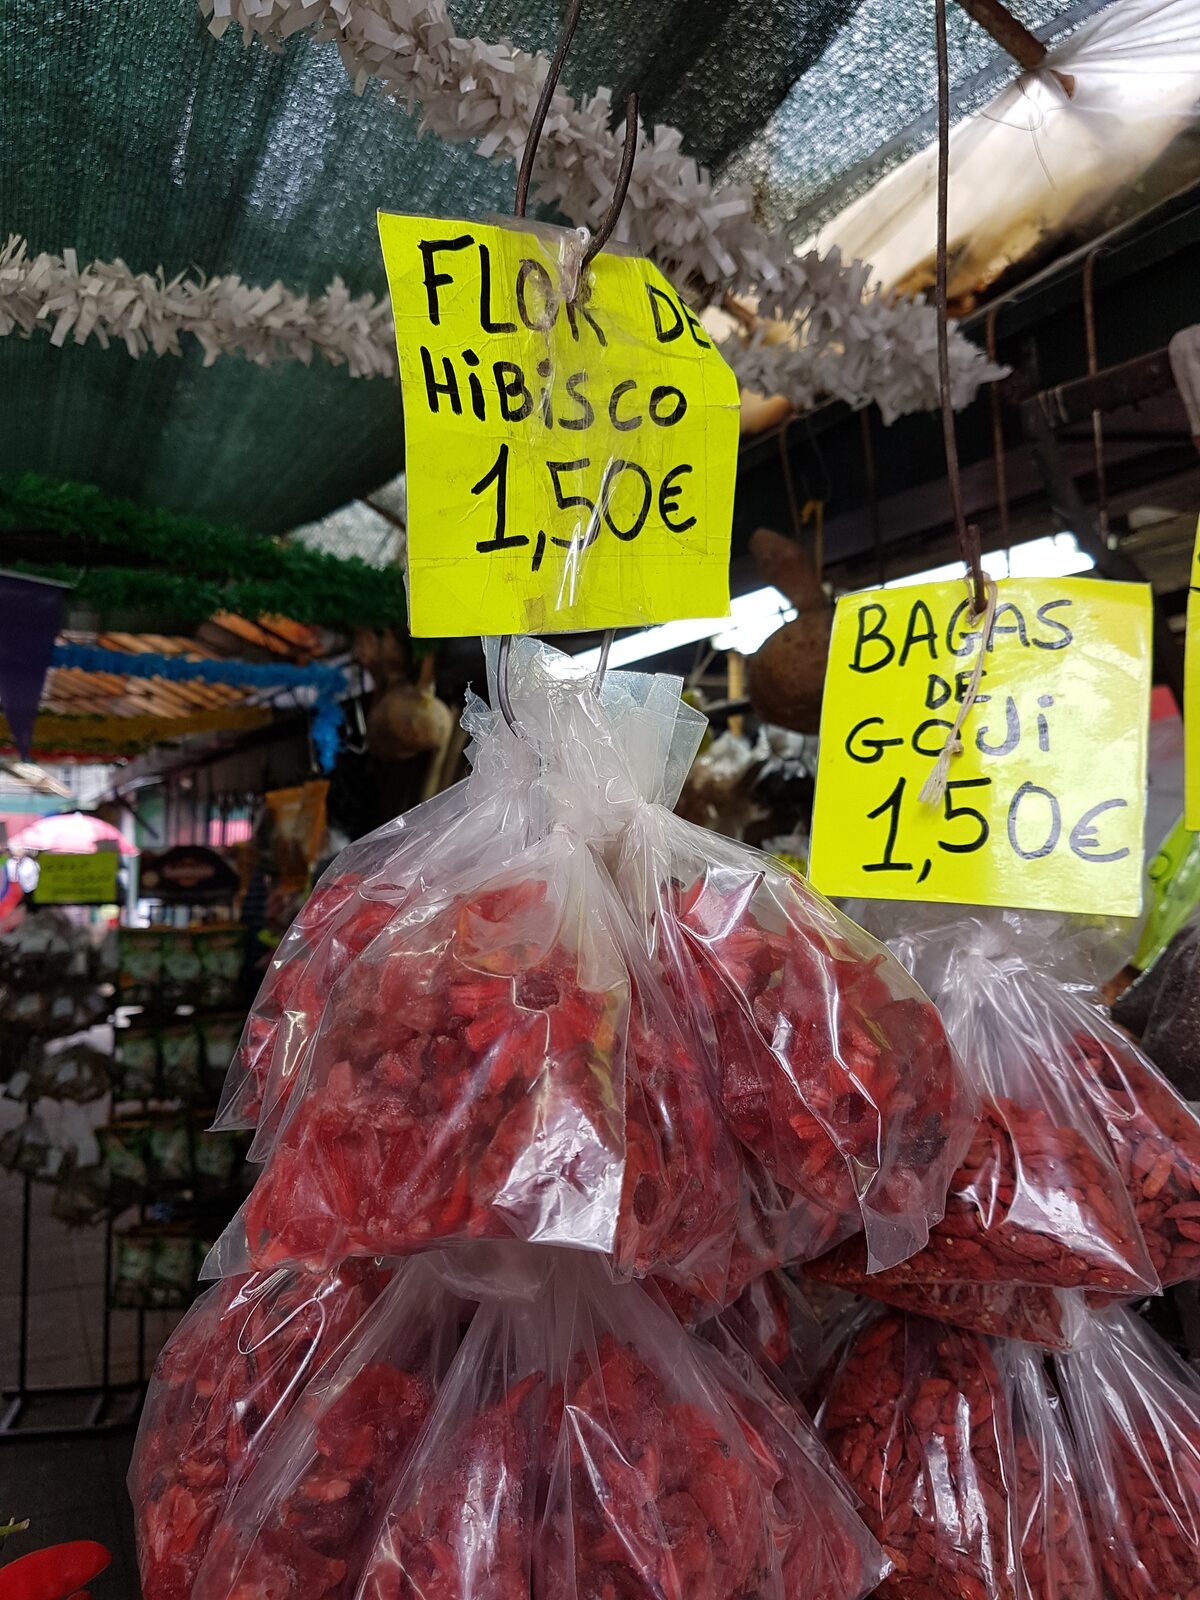 FLOR DE
HiBiSCO
1,50€
BAGAS
DE
GOJi
1,50€